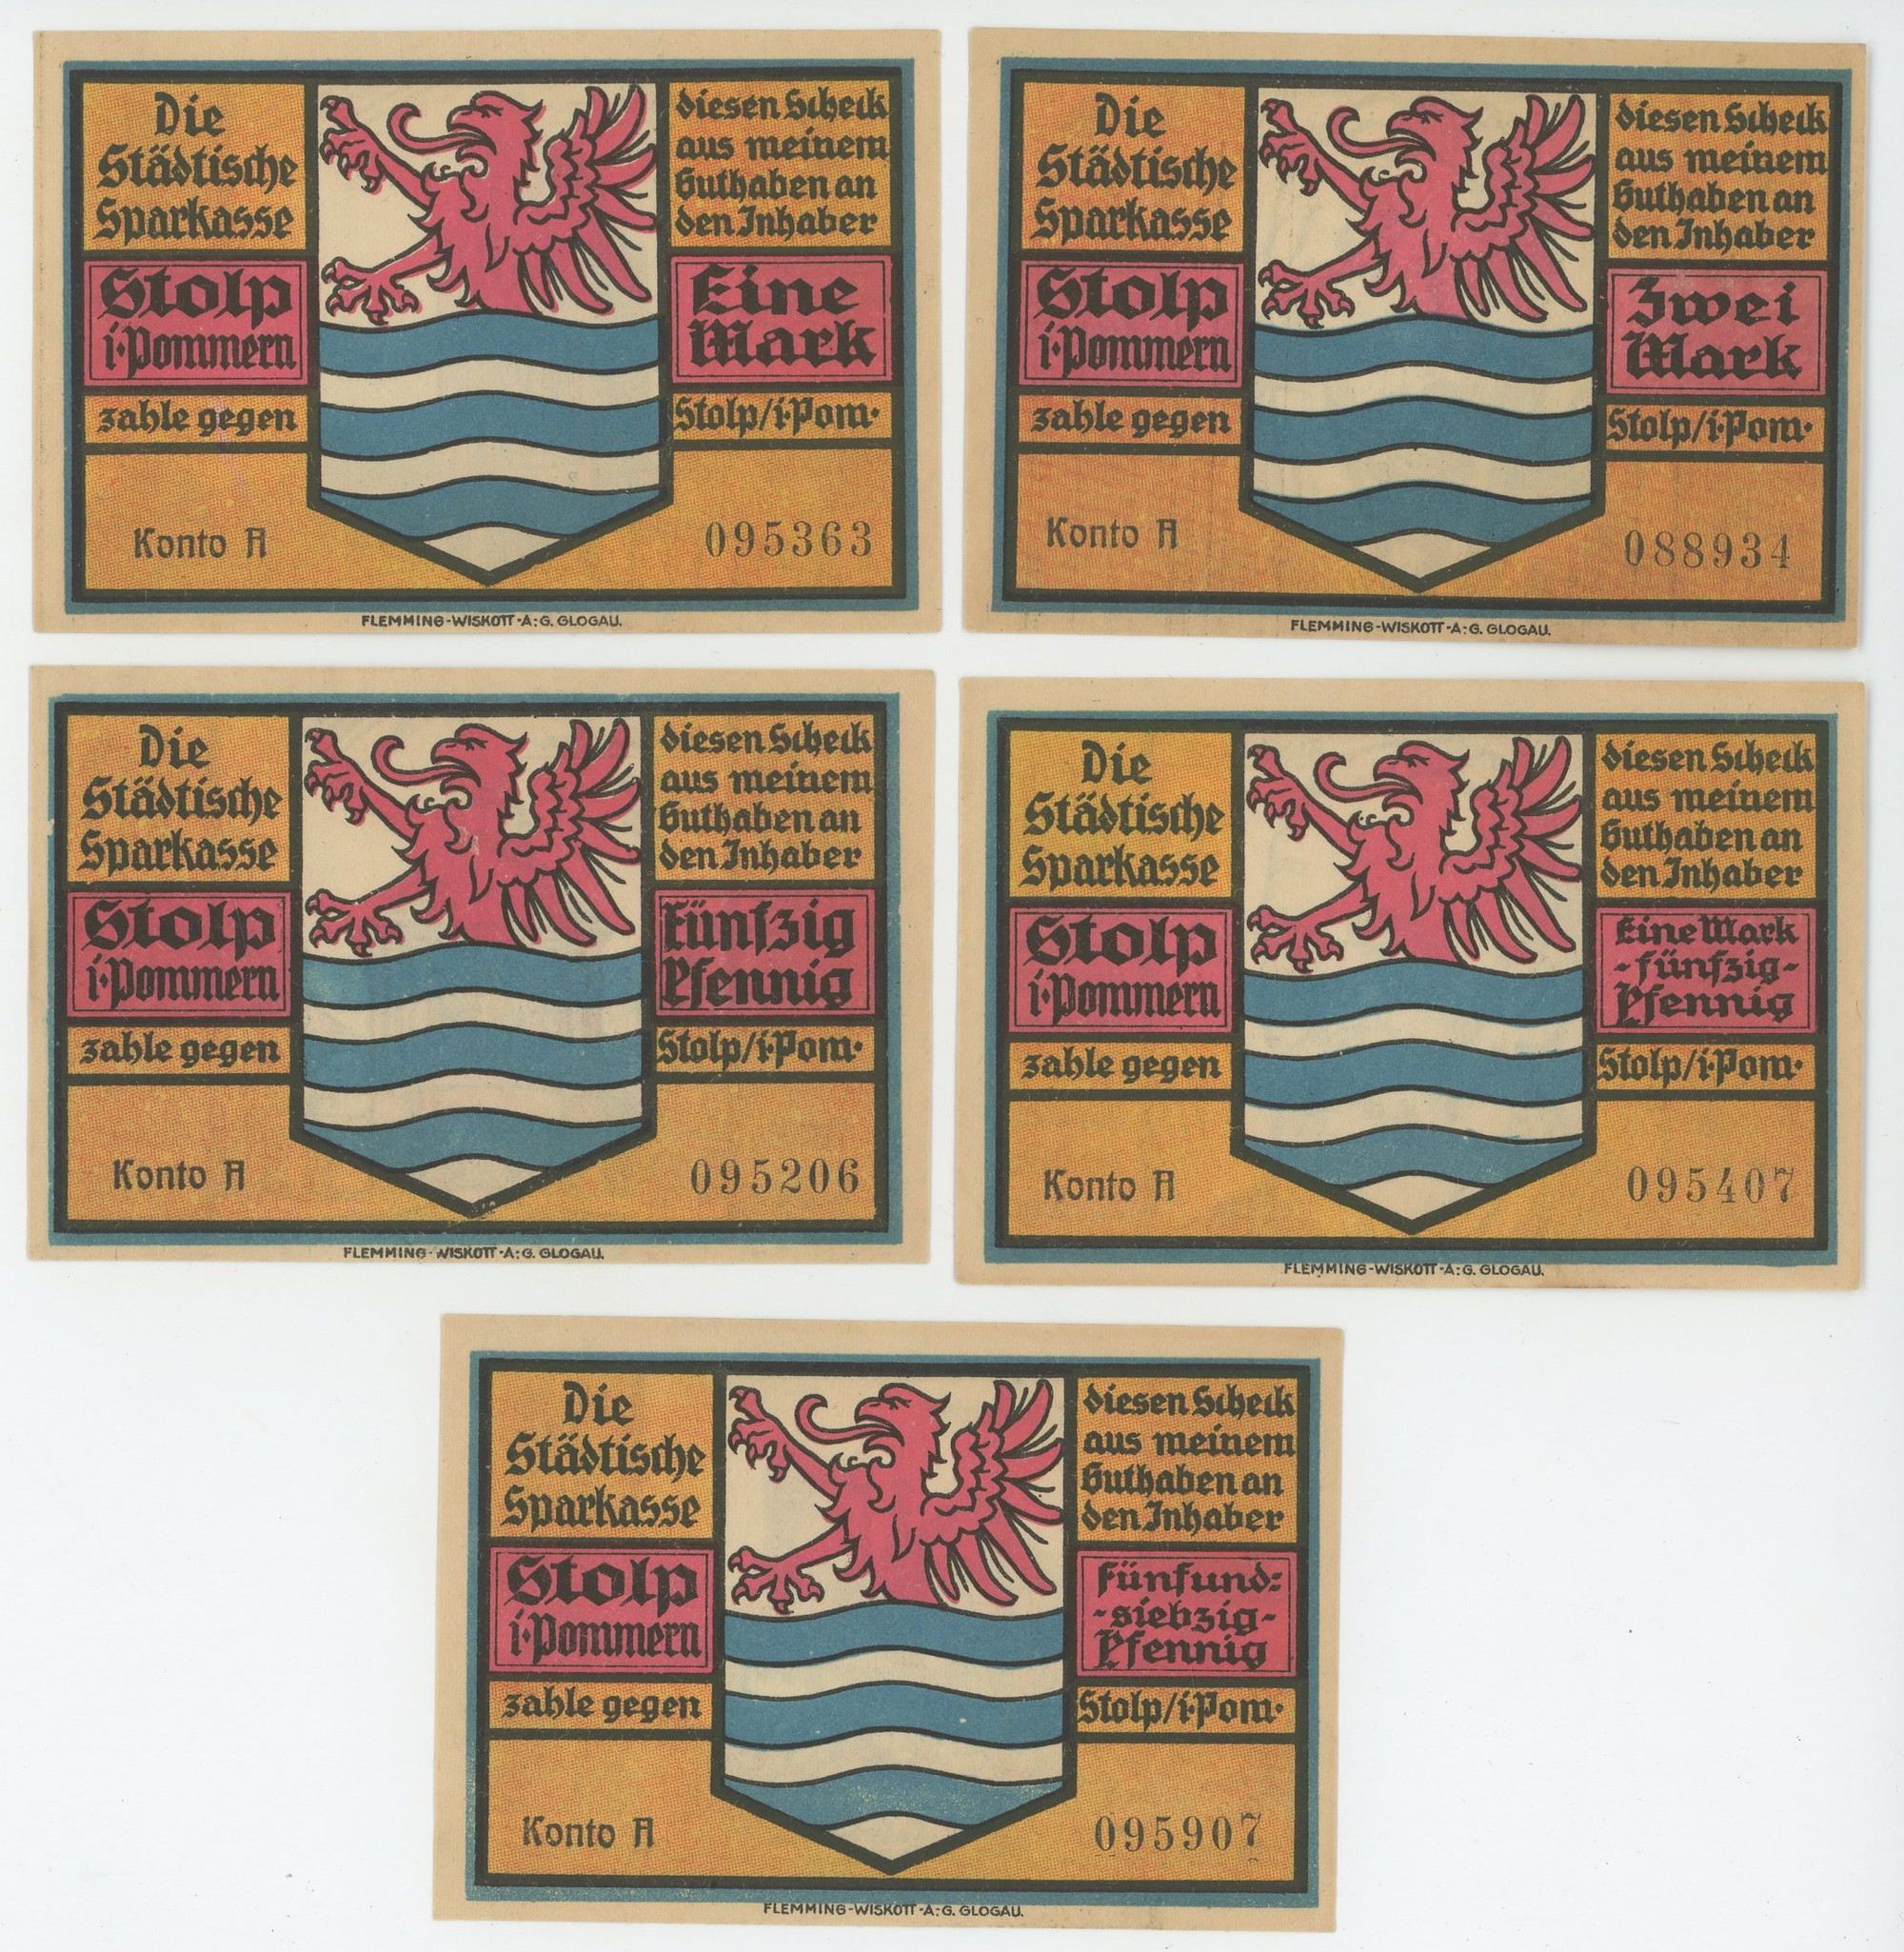 Die
Städtische
Sparkasse
Stolp
i·Pommern
zahle gegen
Konto A
diesen Scheck
aus meinem
Guthaben an
den Inhaber
Eine
Mark
Stolp/i·Pom·
095363
FLEMMING-WISKOTT-A:G. GLOGAU.
Die
Städtische
Sparkasse
Stolp
i·Pommern
zahle gegen
Konto A
diesen Scheck
aus meinem
Guthaben an
den Inhaber
Zwei
Mark
Stolp/i·Pom·
088934
FLEMMING-WISKOTT-A:G. GLOGAU.
Die
Städtische
Sparkasse
Stolp
i·Pommern
zahle gegen
Konto A
diesen Scheck
aus meinem
Guthaben an
den Inhaber
Fünfzig
Pfennig
Stolp/i·Pom·
095206
FLEMMING-WISKOTT-A:G. GLOGAU.
Die
Städtische
Sparkasse
Stolp
i·Pommern
zahle gegen
Konto A
diesen Scheck
aus meinem
Guthaben an
den Inhaber
Eine Mark
-fünfzig-
Pfennig
Stolp/i·Pom·
095407
FLEMMING-WISKOTT-A:G. GLOGAU.
Die
Städtische
Sparkasse
Stolp
i·Pommern
zahle gegen
Konto A
diesen Scheck
aus meinem
Guthaben an
den Inhaber
Fünfund:
-siebzig-
Pfennig
Stolp/i·Pom·
095907
FLEMMING-WISKOTT-A:G. GLOGAU.